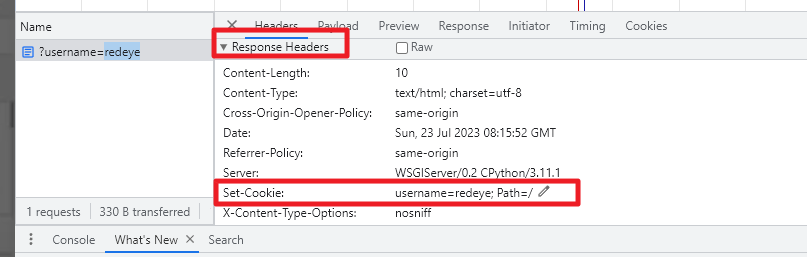 Name
Headers Payload Preview Response Initiator Timing Cookies
?username=redeye
▼ Response Headers Raw
Content-Length: 10
Content-Type: text/html; charset=utf-8
Cross-Origin-Opener-Policy: same-origin
Date: Sun, 23 Jul 2023 08:15:52 GMT
Referrer-Policy: same-origin
Server: WSGIServer/0.2 CPython/3.11.1
Set-Cookie: username=redeye; Path=/
X-Content-Type-Options: nosniff
1 requests 330 B transferred
Console What's New Search